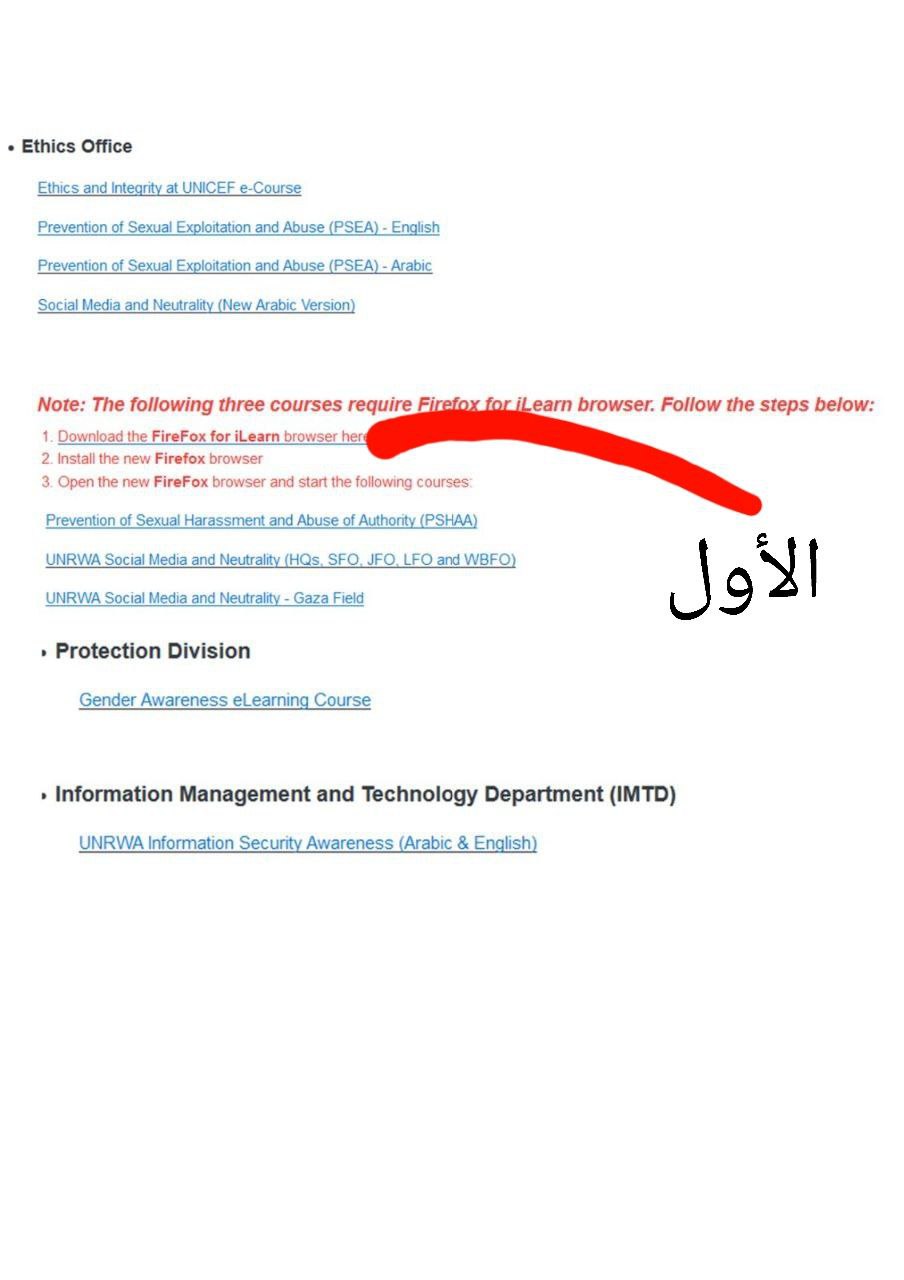 Ethics Office
Ethics and Integrity at UNICEF e-Course
Prevention of Sexual Exploitation and Abuse (PSEA) - English
Prevention of Sexual Exploitation and Abuse (PSEA) - Arabic
Social Media and Neutrality (New Arabic Version)
Note: The following three courses require Firefox for iLearn browser. Follow the steps below:
1. Download the FireFox for iLearn browser here
2. Install the new Firefox browser
3. Open the new FireFox browser and start the following courses:
Prevention of Sexual Harassment and Abuse of Authority (PSHAA)
UNRWA Social Media and Neutrality (HQs, SFO, JFO, LFO and WBFO)
الأول
UNRWA Social Media and Neutrality - Gaza Field
Protection Division
Gender Awareness eLearning Course
Information Management and Technology Department (IMTD)
UNRWA Information Security Awareness (Arabic & English)